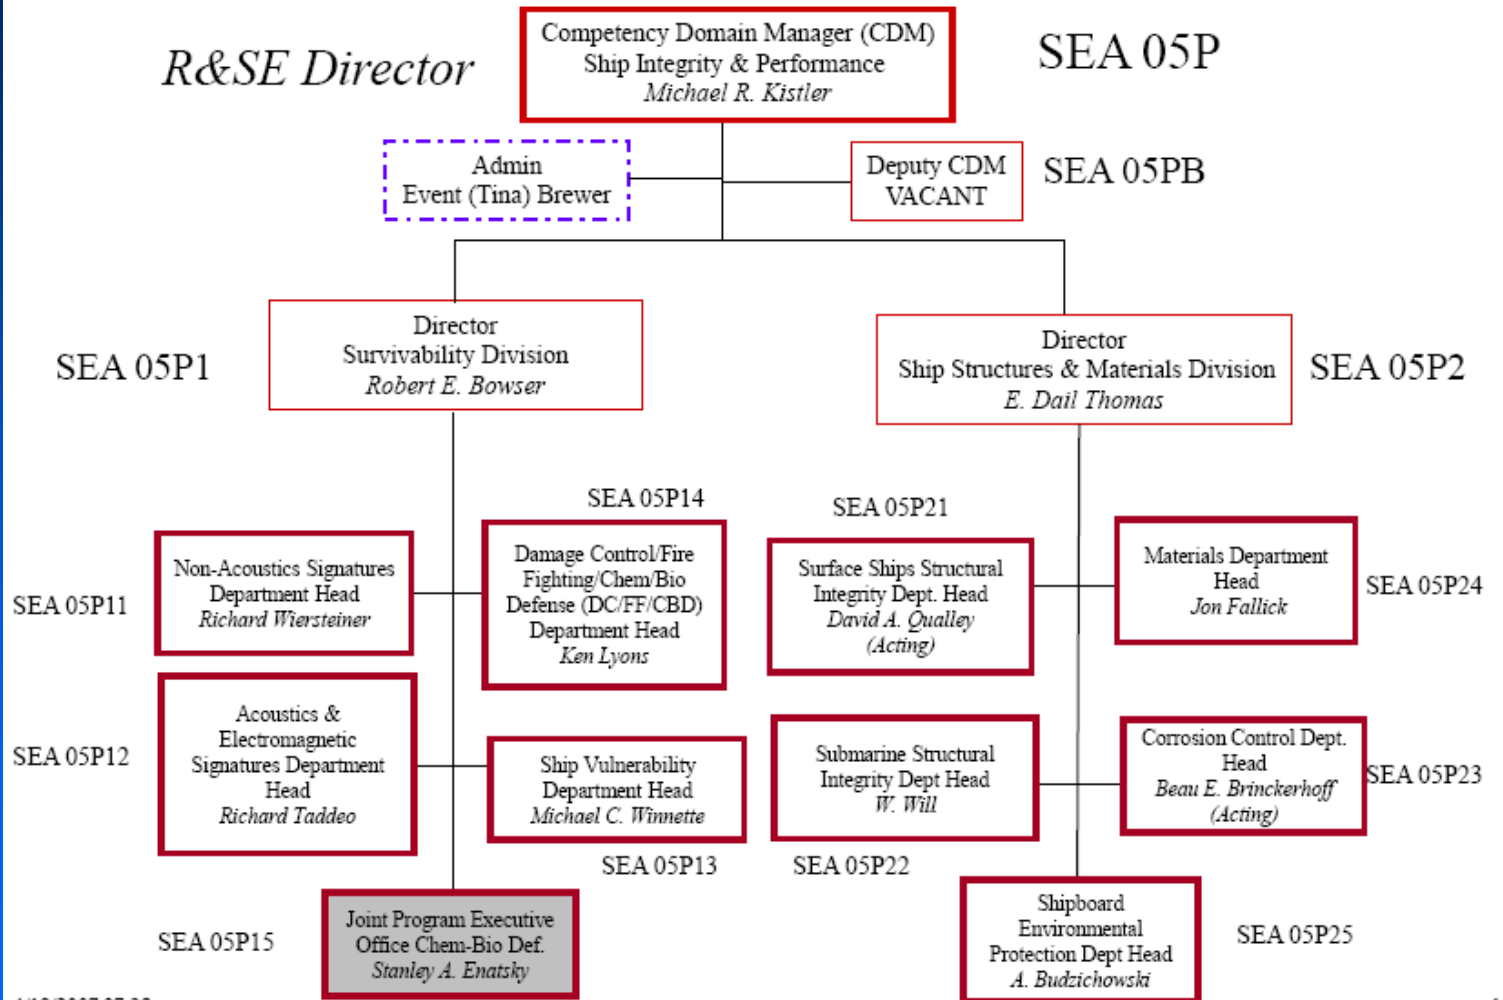 R&SE Director
Competency Domain Manager (CDM)
Ship Integrity & Performance
Michael R. Kistler
SEA 05P
Admin
Event (Tina) Brewer
Deputy CDM
VACANT
SEA 05PB
SEA 05P1
Director
Survivability Division
Robert E. Bowser
Director
Ship Structures & Materials Division
E. Dail Thomas
SEA 05P2
SEA 05P11
Non-Acoustics Signatures
Department Head
Richard Wiersteiner
SEA 05P14
Damage Control/Fire
Fighting/Chem/Bio
Defense (DC/FF/CBD)
Department Head
Ken Lyons
SEA 05P21
Surface Ships Structural
Integrity Dept. Head
David A. Qualley
(Acting)
Materials Department
Head
Jon Fallick
SEA 05P24
SEA 05P12
Acoustics &
Electromagnetic
Signatures Department
Head
Richard Taddeo
Ship Vulnerability
Department Head
Michael C. Winnette
SEA 05P13
Submarine Structural
Integrity Dept Head
W. Will
SEA 05P22
Corrosion Control Dept.
Head
Beau E. Brinckerhoff
(Acting)
SEA 05P23
SEA 05P15
Joint Program Executive
Office Chem-Bio Def.
Stanley A. Enatsky
Shipboard
Environmental
Protection Dept Head
A. Budzichowski
SEA 05P25